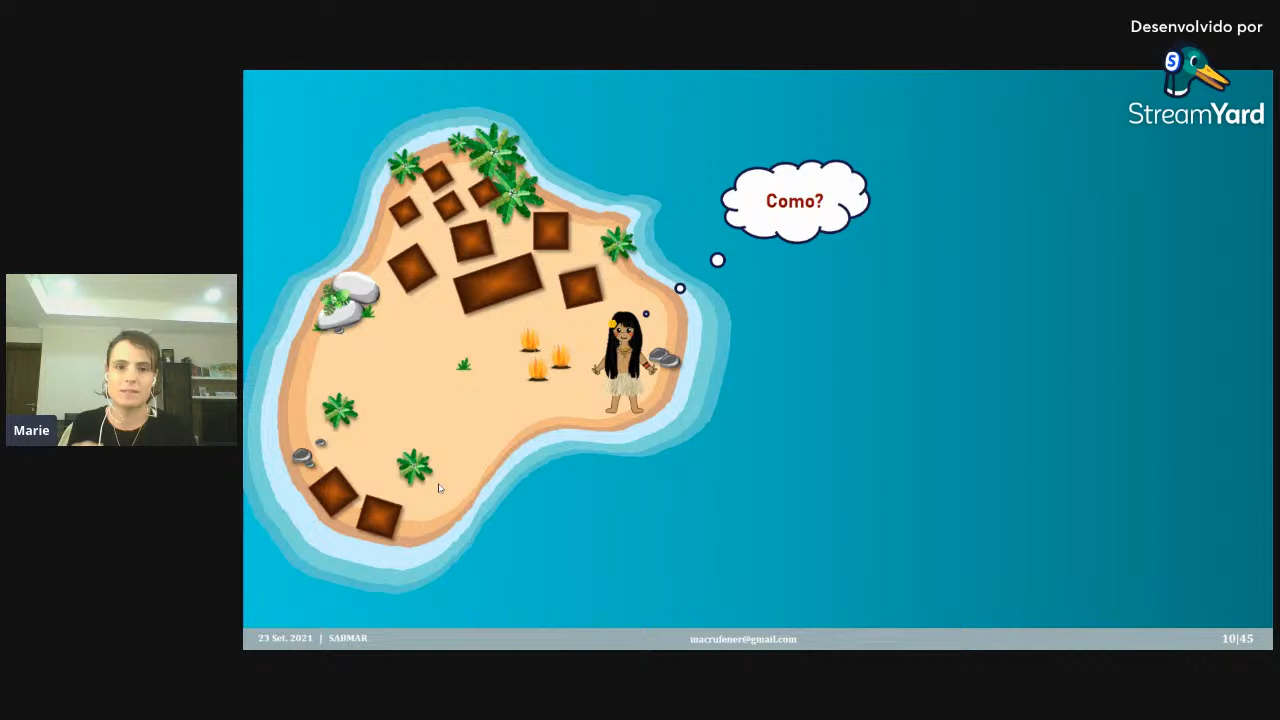 Desenvolvido por
S
StreamYard
Como?
Marie
23 Set. 2021 | SABMAR
macrufener@gmail.com
10|45